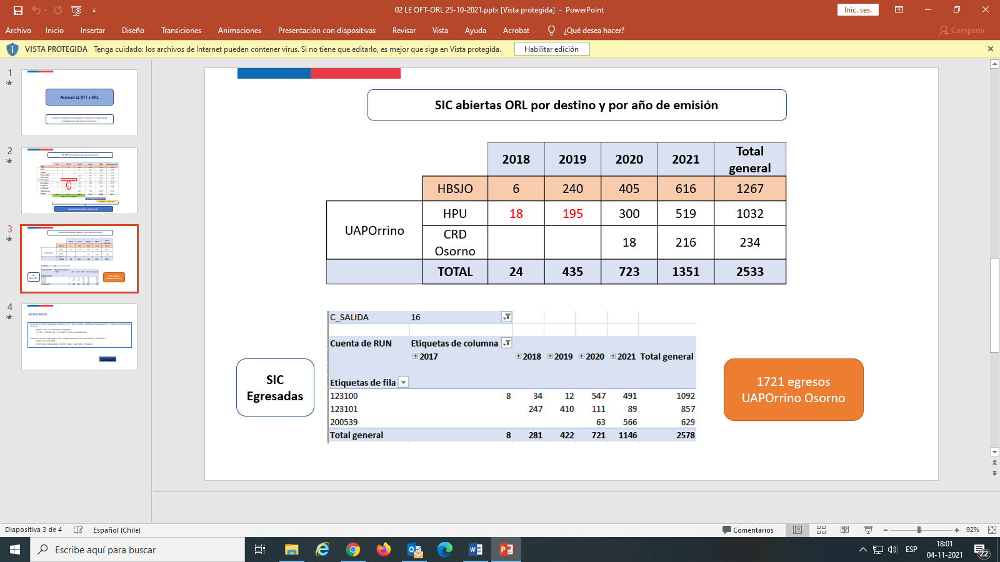 02 LE OFT-ORL 25-10-2021.pptx [Vista protegida] - PowerPoint
Inic. ses.
Archivo Inicio Insertar Diseño Transiciones Animaciones Presentación con diapositivas Revisar Vista Ayuda Acrobat ¿Qué desea hacer? Compartir
VISTA PROTEGIDA Tenga cuidado: los archivos de Internet pueden contener virus. Si no tiene que editarlo, es mejor que siga en Vista protegida. Habilitar edición
1
Avances LE OFT y ORL
2
3
4
ESTRATEGIAS
GRACIAS
SIC abiertas ORL por destino y por año de emisión
2018 2019 2020 2021 Total general
HBSJO 6 240 405 616 1267
UAPOrrino
HPU 18 195 300 519 1032
CRD Osorno 18 216 234
TOTAL 24 435 723 1351 2533
C_SALIDA 16
Cuenta de RUN Etiquetas de columna
2017 2018 2019 2020 2021 Total general
Etiquetas de fila
123100 8 34 12 547 491 1092
123101 247 410 111 89 857
200539 63 566 629
Total general 8 281 422 721 1146 2578
SIC
Egresadas
1721 egresos
UAPOrrino Osorno
Diapositiva 3 de 4 Español (Chile) Comentarios 92%
Escribe aquí para buscar
ESP
18:01
04-11-2021
22